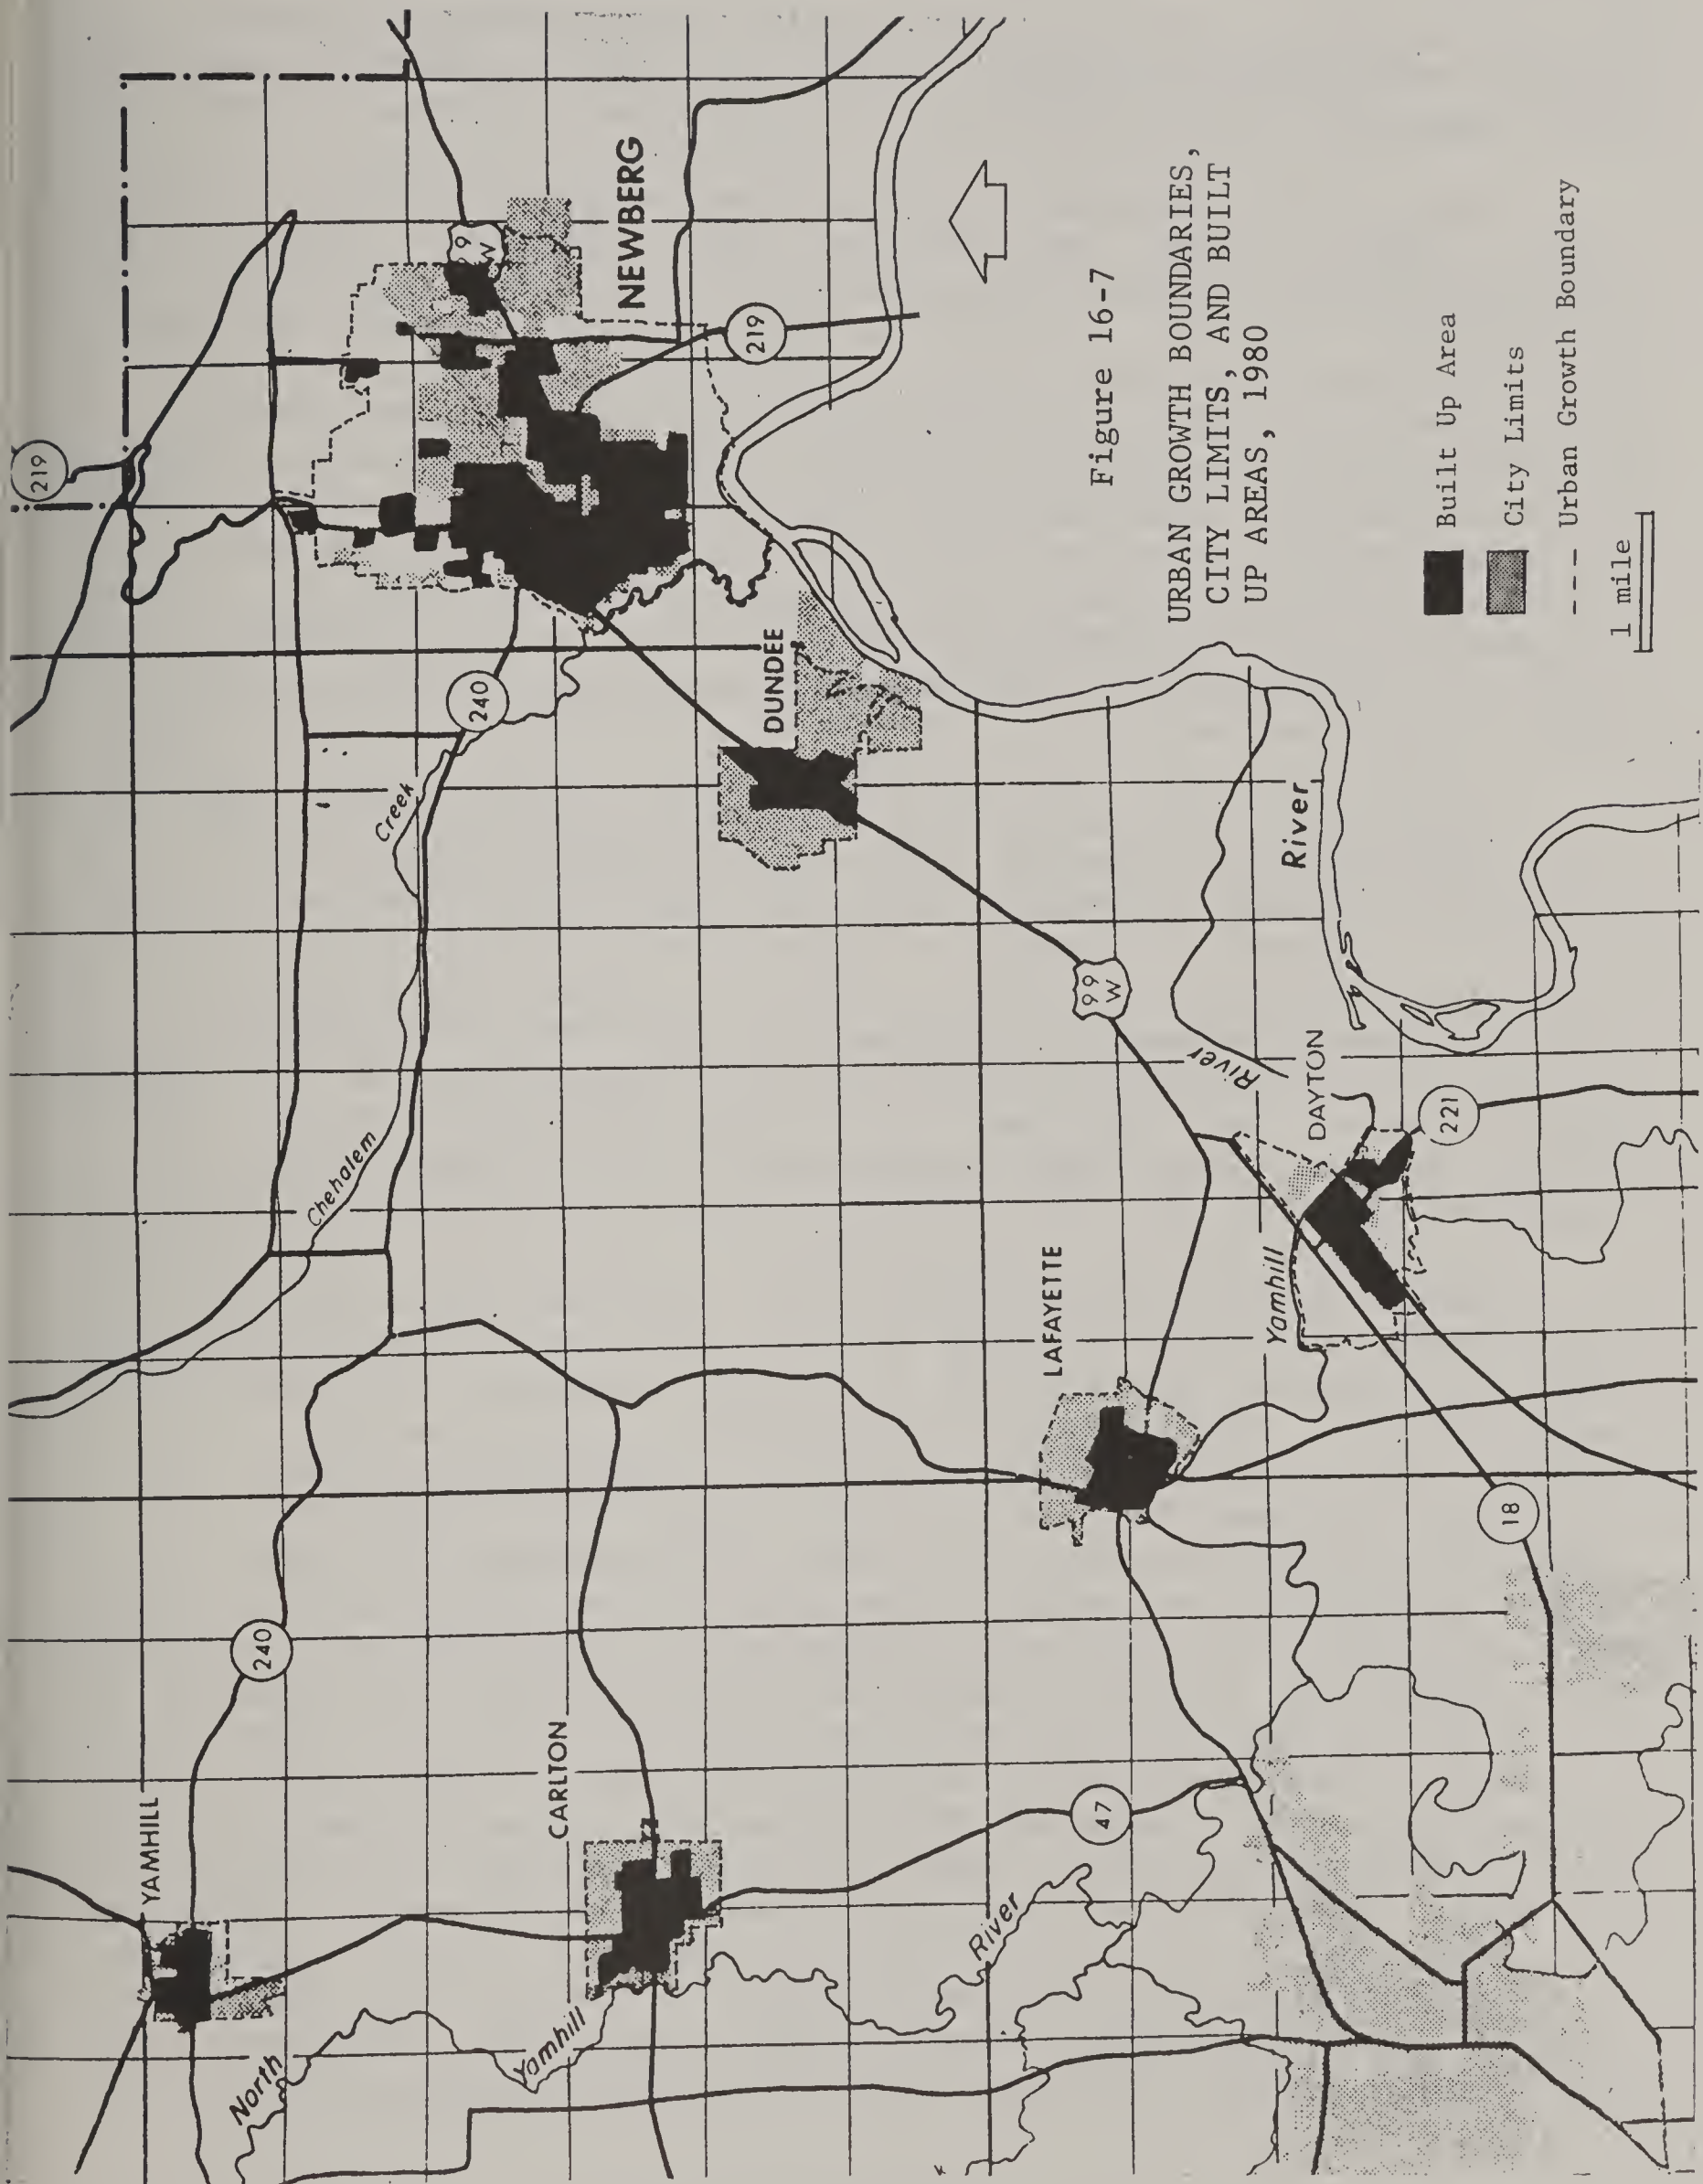 219
NEWBERG
99
W
219
240
DUNDEE
Creek
Chehalem
99
W
River
River
DAYTON
221
Yamhill
LAFAYETTE
18
240
YAMHILL
CARLTON
47
North
Yamhill
River
Figure 16-7
URBAN GROWTH BOUNDARIES,
CITY LIMITS, AND BUILT
UP AREAS, 1980
Built Up Area
City Limits
Urban Growth Boundary
1 mile